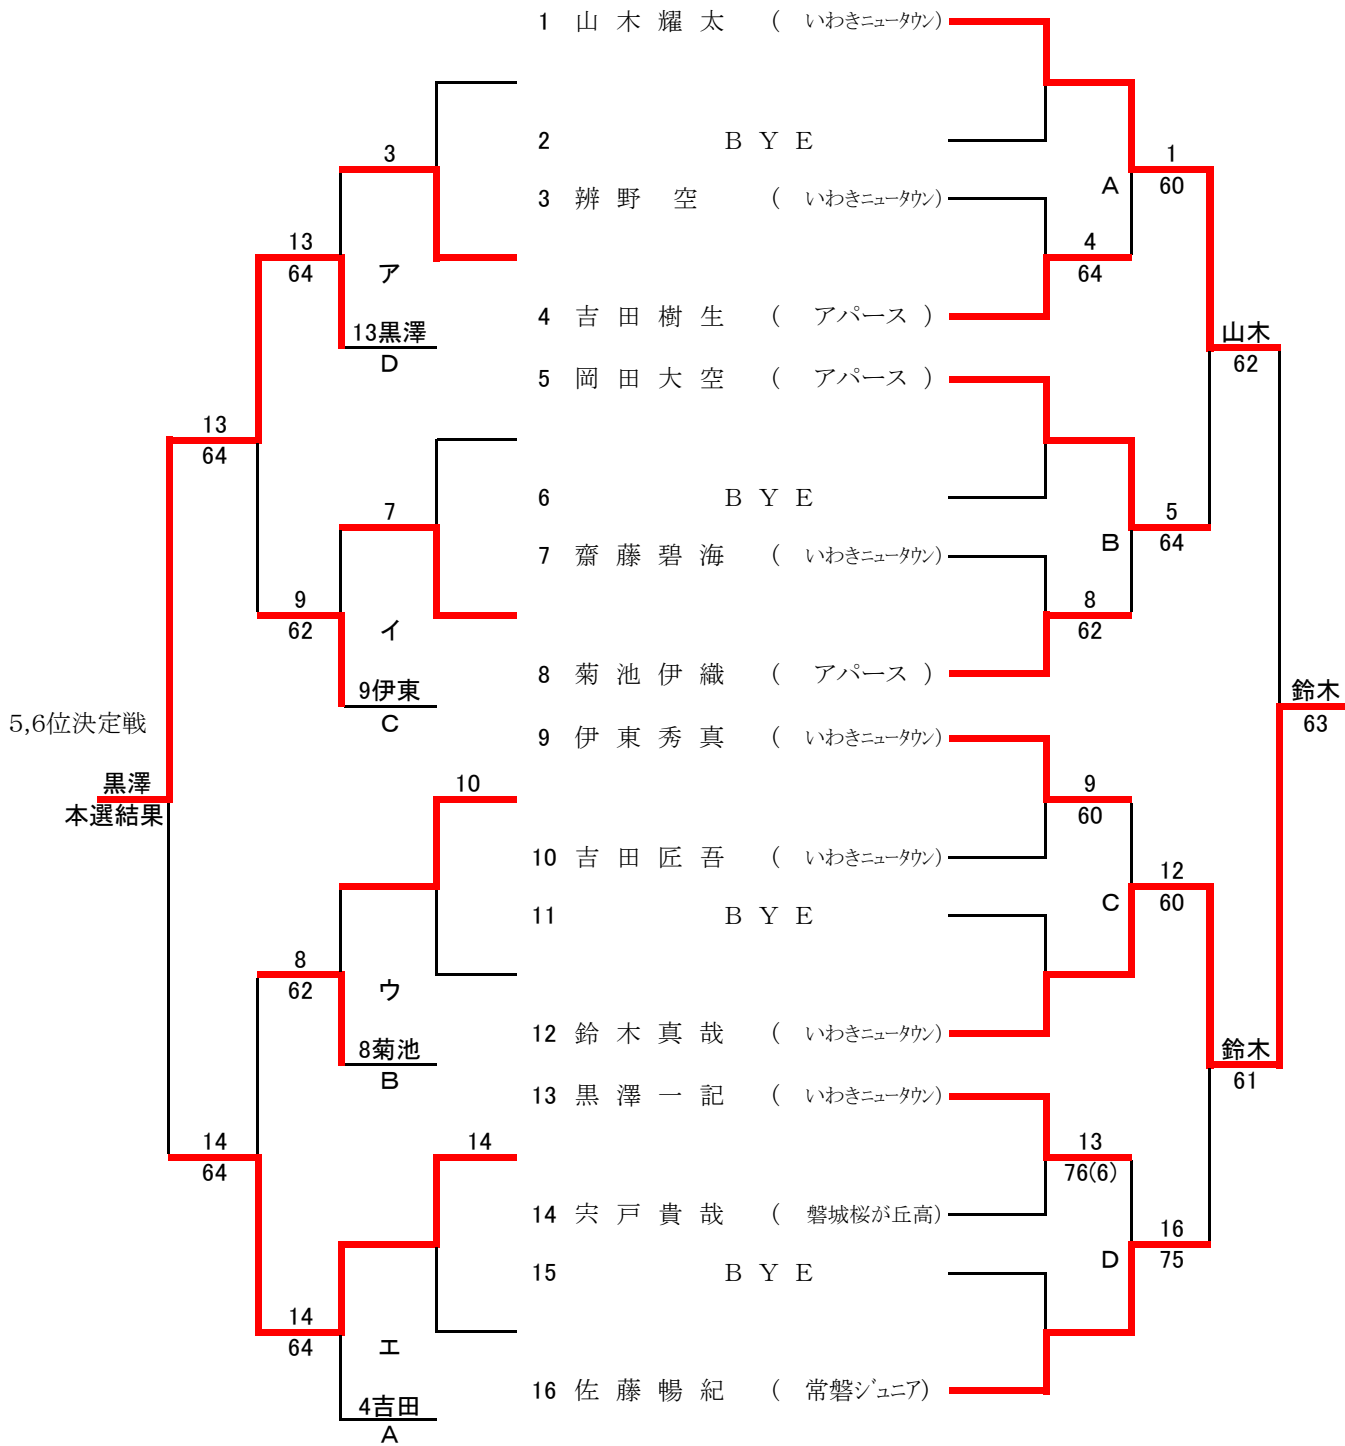 1 山木耀太 ( いわきニュータウン)
2 BYE
3 辨野 空 ( いわきニュータウン)
4 吉田樹生 ( アパース )
5 岡田大空 ( アパース )
6 BYE
7 齋藤碧海 ( いわきニュータウン)
8 菊池伊織 ( アパース )
9 伊東秀真 ( いわきニュータウン)
10 吉田匠吾 ( いわきニュータウン)
11 BYE
12 鈴木真哉 ( いわきニュータウン)
13 黒澤一記 ( いわきニュータウン)
14 宍戸貴哉 ( 磐城桜が丘高)
15 BYE
16 佐藤暢紀 ( 常磐ジュニア)
3
13
64
ア
13黒澤
D
13
64
7
9
62
イ
9伊東
C
5,6位決定戦
黒澤
本選結果
10
8
62
ウ
8菊池
B
14
64
14
14
64
エ
4吉田
A
A
1
60
4
64
山木
62
B
5
64
8
62
鈴木
63
9
60
C
12
60
鈴木
61
13
76(6)
D
16
75